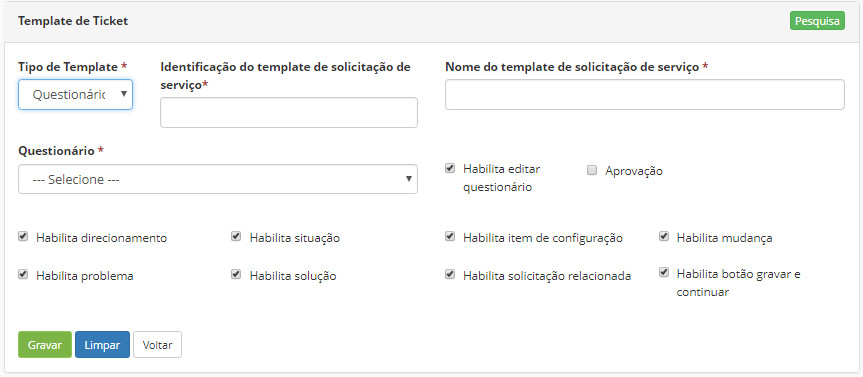 Template de Ticket
Pesquisa
Tipo de Template *
Identificação do template de solicitação de
serviço*
Nome do template de solicitação de serviço *
Questionáric
Questionário *
--- Selecione ---
Habilita editar
questionário
Aprovação
Habilita direcionamento
Habilita situação
Habilita item de configuração
Habilita mudança
Habilita problema
Habilita solução
Habilita solicitação relacionada
Habilita botão gravar e
continuar
Gravar
Limpar
Voltar